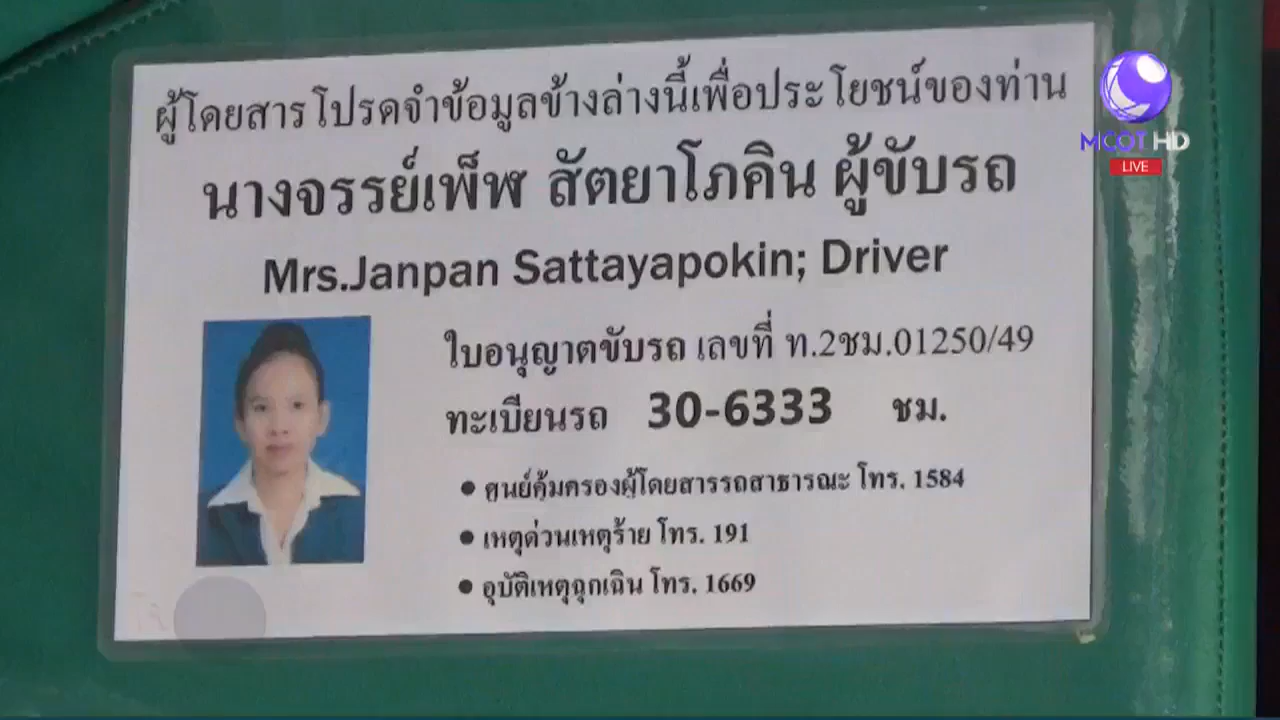 ผู้โดยสารโปรดจำข้อมูลข้างล่างนี้เพื่อประโยชน์ของท่าน
MCOT HD
LIVE
นางจรรย์เพ็ฬ สัตยาโภคิน ผู้ขับรถ
Mrs.Janpan Sattayapokin; Driver
ใบอนุญาตขับรถ เลขที่ ท.2ชม.01250/49
ทะเบียนรถ 30-6333 ชม.
• ศูนย์คุ้มครองผู้โดยสารรถสาธารณะ โทร. 1584
• เหตุด่วนเหตุร้าย โทร. 191
• อุบัติเหตุฉุกเฉิน โทร. 1669